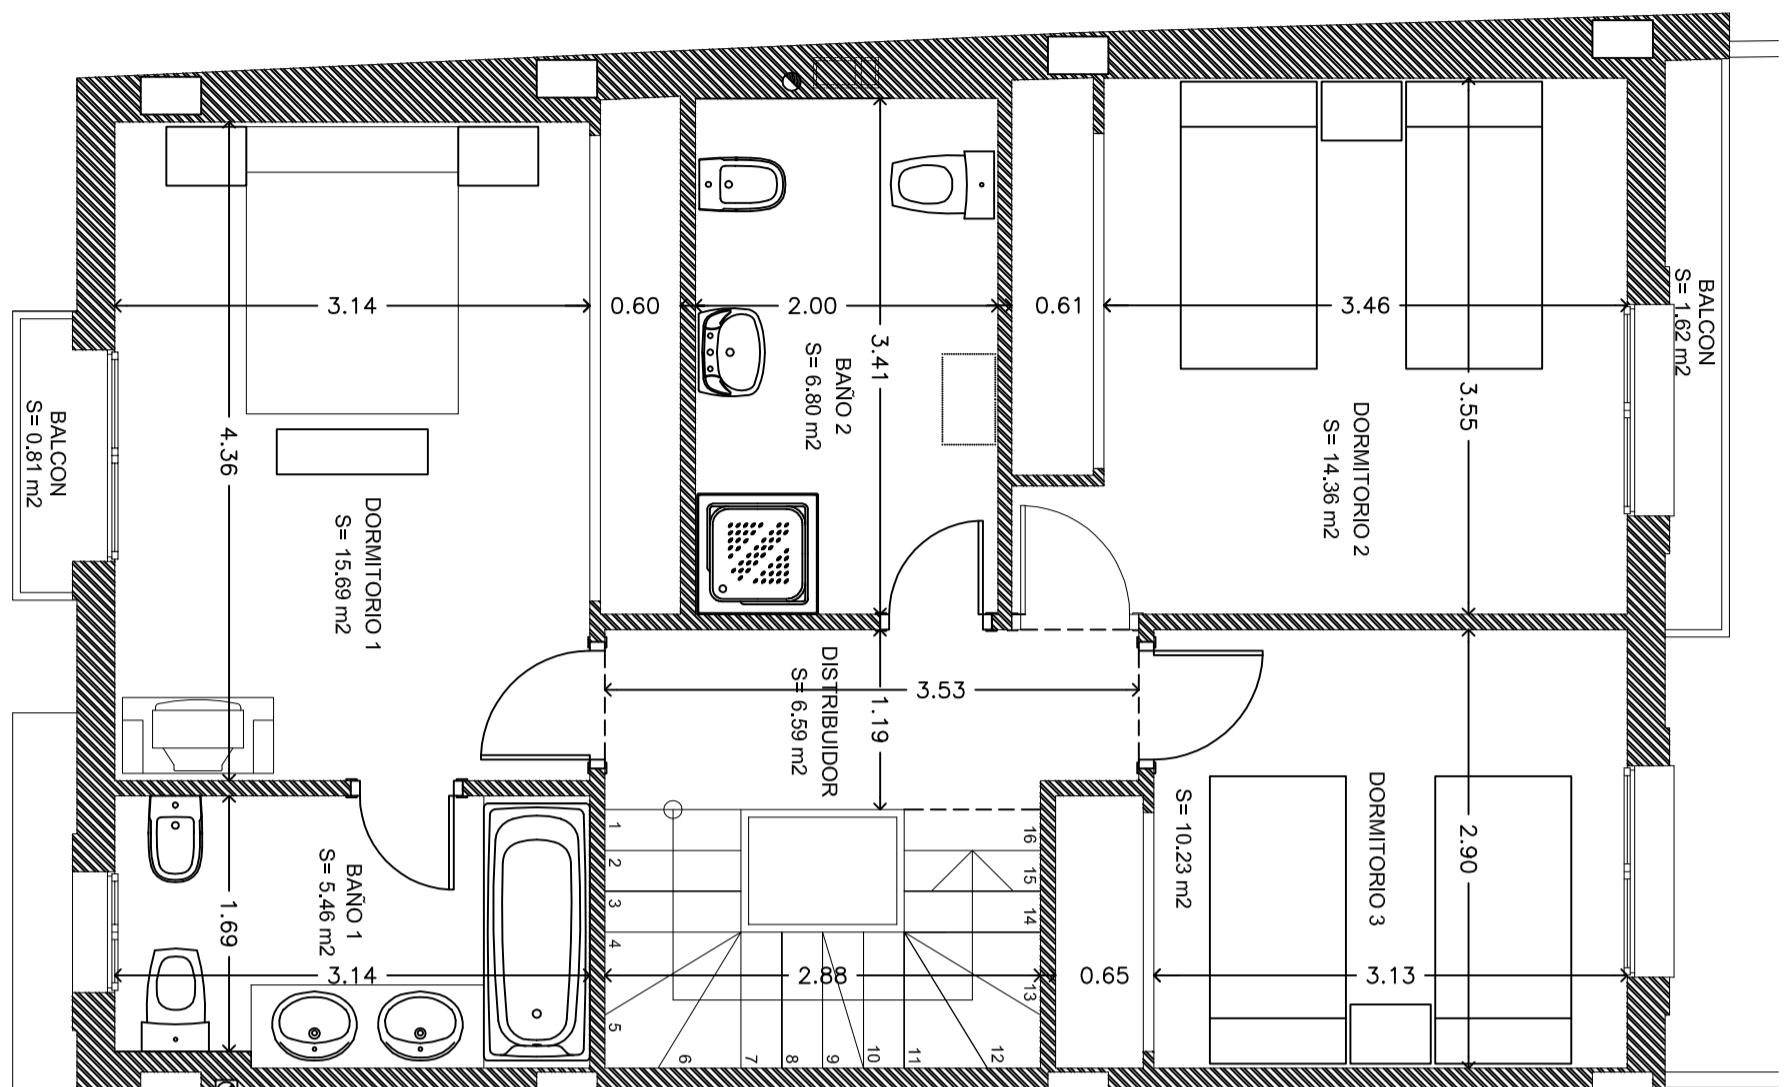 3.14
0.60
2.00
0.61
3.46
BALCON
S= 1.62 m2
3.41
BAÑO 2
S= 6.80 m2
3.55
DORMITORIO 2
S= 14.36 m2
BALCON
S= 0.81 m2
4.36
DORMITORIO 1
S= 15.69 m2
DISTRIBUIDOR
S= 6.59 m2
3.53
1.19
DORMITORIO 3
S= 10.23 m2
2.90
BAÑO 1
S= 5.46 m2
1.69
3.14
0.65
3.13
1
2
3
4
5
6
7
8
9
10
11
12
13
14
15
16